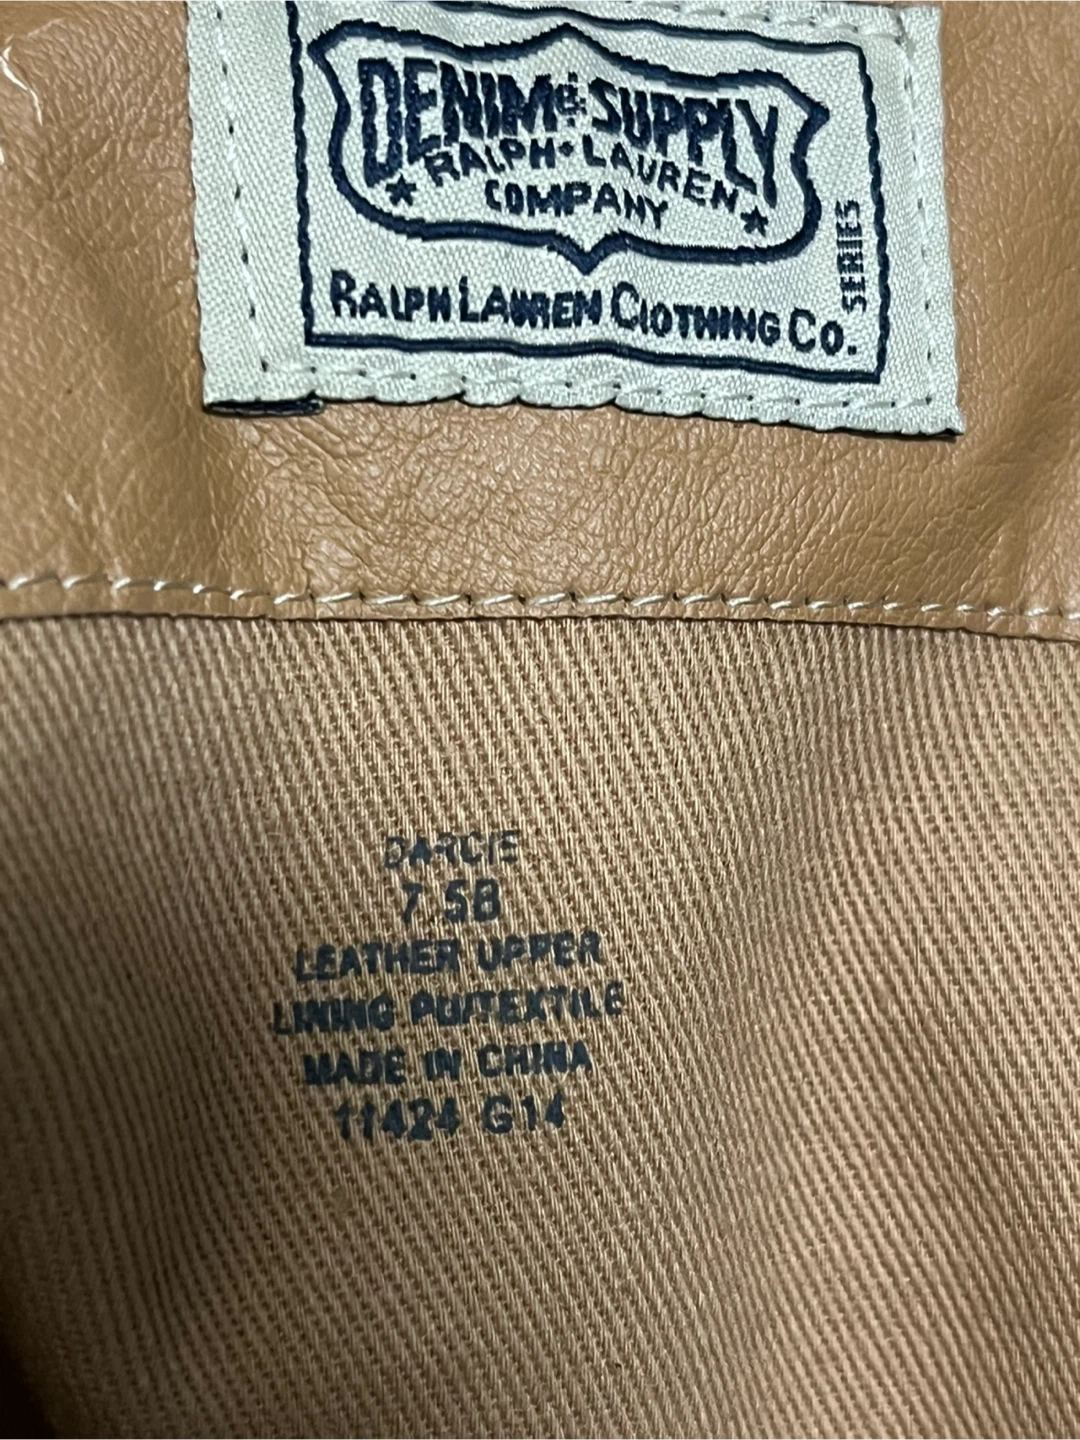 DENIM & SUPPLY
RALPH • LAUREN
COMPANY
SERIES
RALPH LAUREN CLOTHING CO.
DARCIE
7.5B
LEATHER UPPER
LINING PU/TEXTILE
MADE IN CHINA
11424 G14